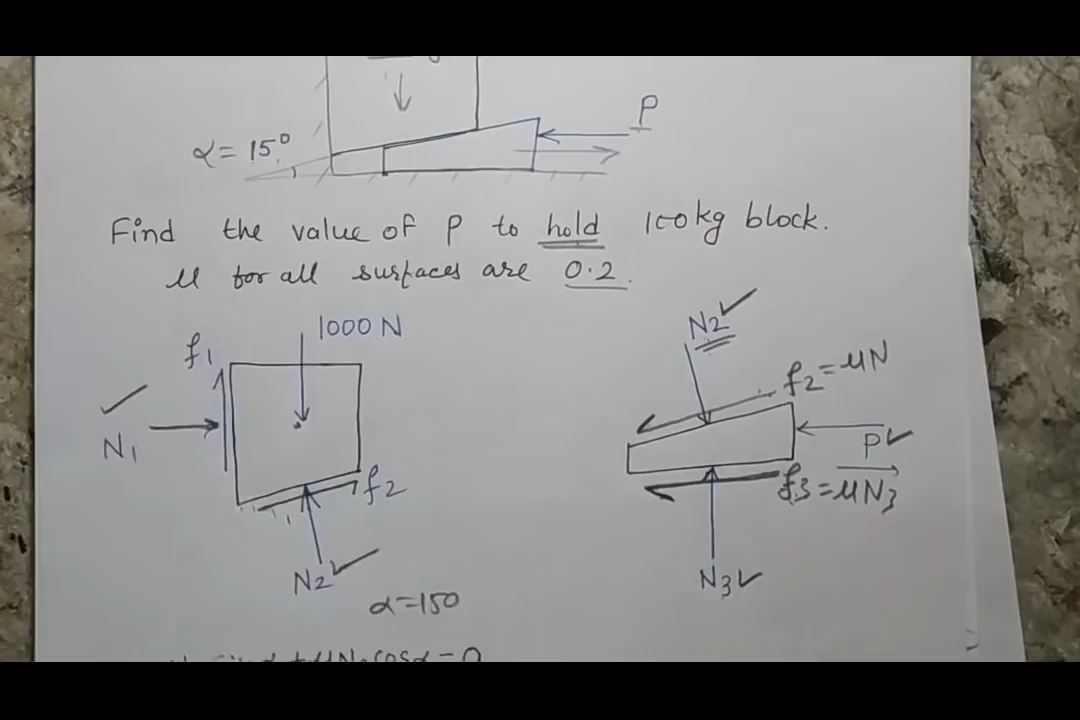 P
α = 15°
Find the value of P to hold 100kg block.
μ for all surfaces are 0.2.
f1
1000 N
N1
f2
N2
α=150
N2
f2 = μN
P
f3 = μN3
N3